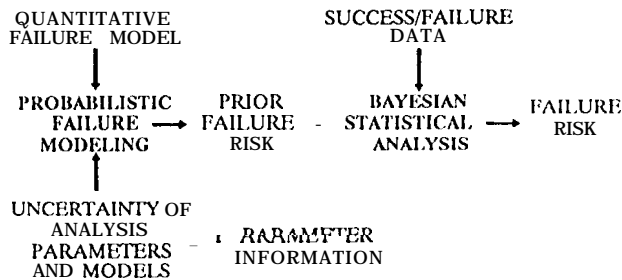 QUANTITATIVE
FAILURE MODEL
SUCCESS/FAILURE
DATA
PROBABILISTIC
FAILURE
MODELING
PRIOR
FAILURE
RISK
BAYESIAN
STATISTICAL
ANALYSIS
FAILURE
RISK
UNCERTAINTY OF
ANALYSIS
PARAMETERS
AND MODELS
PARAMETER
INFORMATION